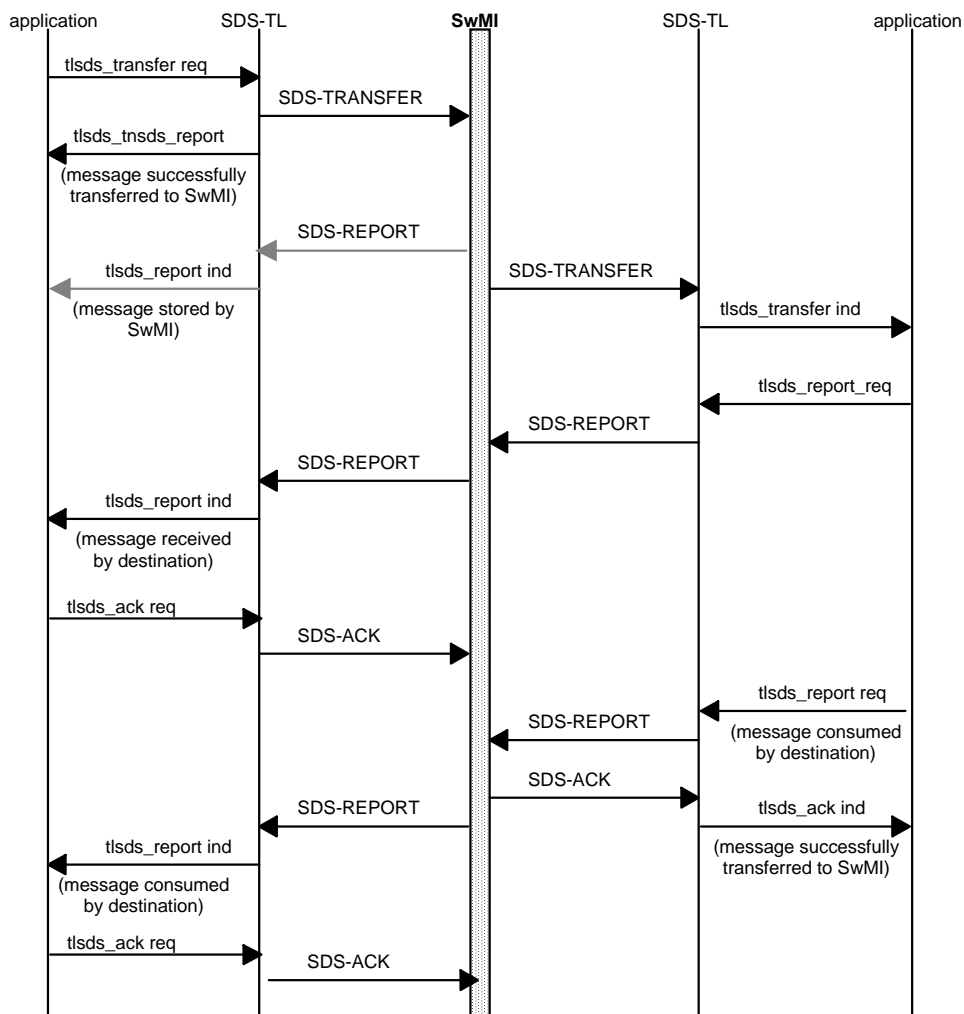 application
SDS-TL
SwMI
SDS-TL
application
tlsds_transfer req
SDS-TRANSFER
tlsds_tnsds_report
(message successfully
transferred to SwMI)
SDS-REPORT
tlsds_report ind
SDS-TRANSFER
(message stored by
SwMI)
tlsds_transfer ind
tlsds_report_req
SDS-REPORT
SDS-REPORT
tlsds_report ind
(message received
by destination)
tlsds_ack req
SDS-ACK
tlsds_report req
SDS-REPORT
(message consumed
by destination)
SDS-ACK
SDS-REPORT
tlsds_ack ind
tlsds_report ind
(message successfully
transferred to SwMI)
(message consumed
by destination)
tlsds_ack req
SDS-ACK